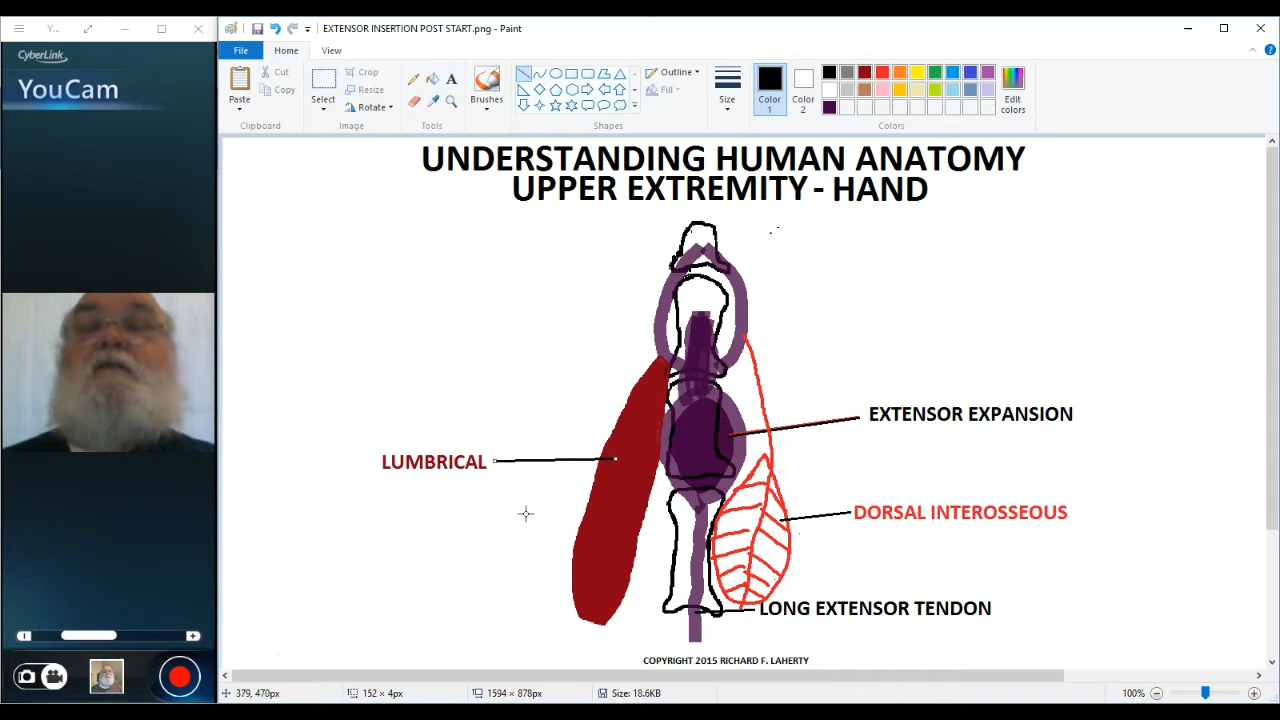 Y...
EXTENSOR INSERTION POST START.png - Paint
CyberLink
YouCam
File
Home
View
Paste
Cut
Copy
Clipboard
Select
Crop
Resize
Rotate
Image
A
Tools
Brushes
Shapes
Outline
Fill
Size
Color
1
Color
2
Edit
colors
Colors
UNDERSTANDING HUMAN ANATOMY
UPPER EXTREMITY - HAND
EXTENSOR EXPANSION
LUMBRICAL
DORSAL INTEROSSEOUS
LONG EXTENSOR TENDON
COPYRIGHT 2015 RICHARD F. LAHERTY
379, 470px
152 × 4px
1594 × 878px
Size: 18.6KB
100%